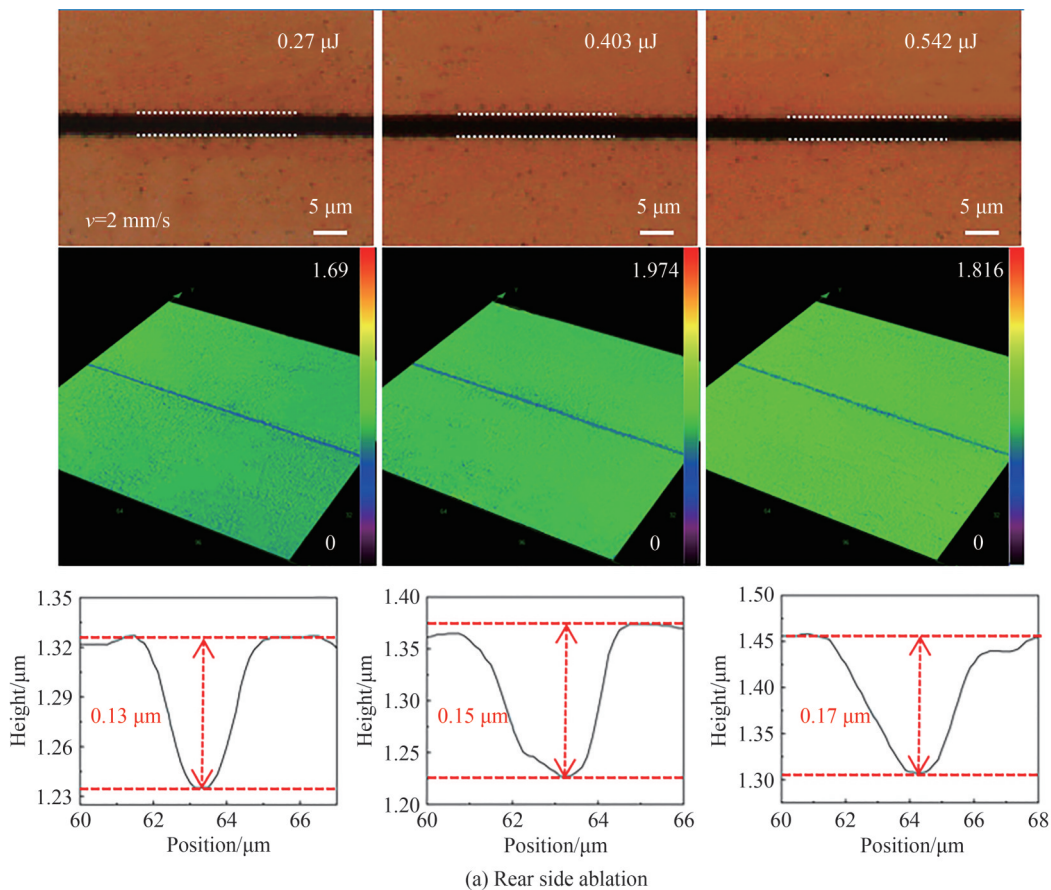 0.27 μJ
0.403 μJ
0.542 μJ
v=2 mm/s
5 μm
5 μm
5 μm
1.69
1.974
1.816
0
0
0
1.35
1.32
1.29
1.26
1.23
Height/μm
0.13 μm
60
62
64
66
Position/μm
1.40
1.35
1.30
1.25
1.20
Height/μm
0.15 μm
60
62
64
66
Position/μm
1.50
1.45
1.40
1.35
1.30
Height/μm
0.17 μm
60
62
64
66
68
Position/μm
(a) Rear side ablation